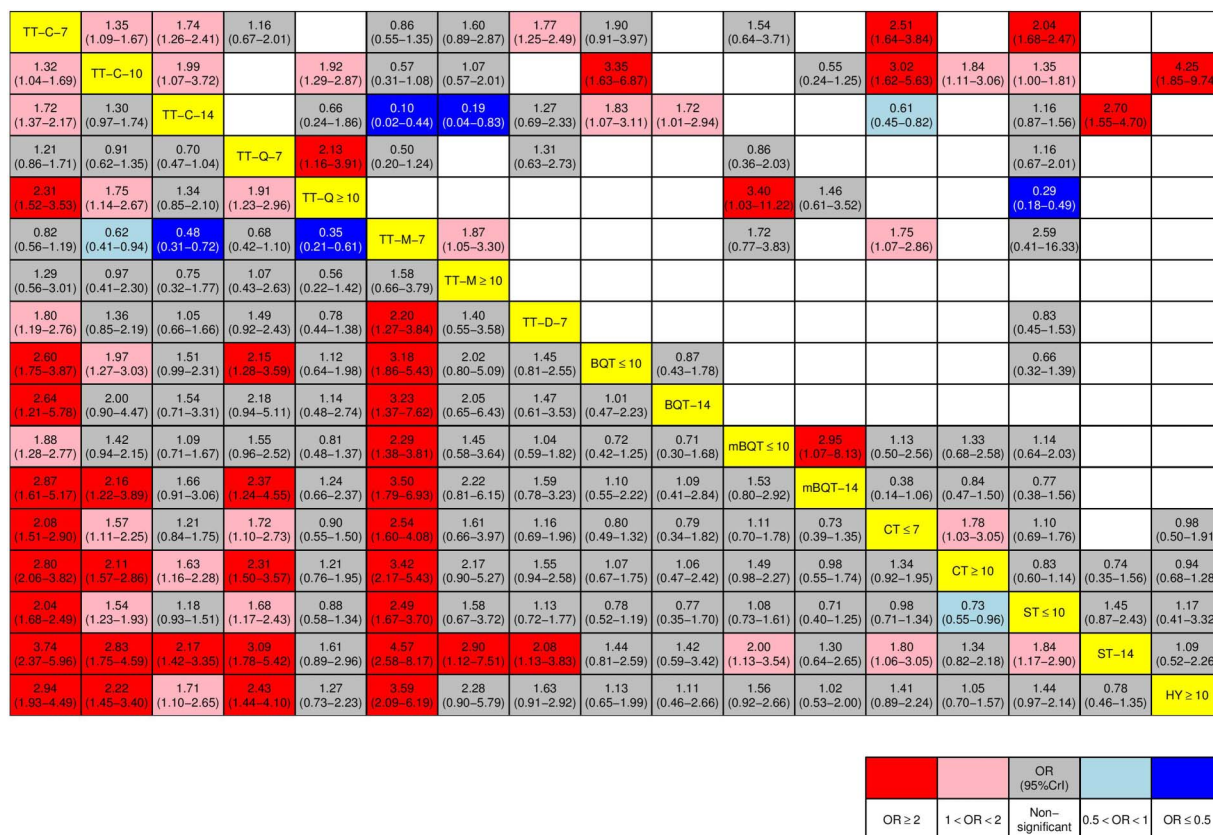 TT−C−7 1.35 1.74 1.16 0.86 1.60 1.77 1.90 1.54 2.51 2.04
(1.09−1.67) (1.26−2.41) (0.67−2.01) (0.55−1.35) (0.89−2.87) (1.25−2.49) (0.91−3.97) (0.64−3.71) (1.64−3.84) (1.68−2.47)
1.32 TT−C−10 1.99 1.92 0.57 1.07 3.35 0.55 3.02 1.84 1.35 4.25
(1.04−1.69) (1.07−3.72) (1.29−2.87) (0.31−1.08) (0.57−2.01) (1.63−6.87) (0.24−1.25) (1.62−5.63) (1.11−3.06) (1.00−1.81) (1.85−9.74
1.72 1.30 TT−C−14 0.66 0.10 0.19 1.27 1.83 1.72 0.61 1.16 2.70
(1.37−2.17) (0.97−1.74) (0.24−1.86) (0.02−0.44) (0.04−0.83) (0.69−2.33) (1.07−3.11) (1.01−2.94) (0.45−0.82) (0.87−1.56) (1.55−4.70)
1.21 0.91 0.70 TT−Q−7 2.13 0.50 1.31 0.86 1.16
(0.86−1.71) (0.62−1.35) (0.47−1.04) (1.16−3.91) (0.20−1.24) (0.63−2.73) (0.36−2.03) (0.67−2.01)
2.31 1.75 1.34 1.91 TT−Q ≥ 10 3.40 1.46 0.29
(1.52−3.53) (1.14−2.67) (0.85−2.10) (1.23−2.96) (1.03−11.22) (0.61−3.52) (0.18−0.49)
0.82 0.62 0.48 0.68 0.35 TT−M−7 1.87 1.72 1.75 2.59
(0.56−1.19) (0.41−0.94) (0.31−0.72) (0.42−1.10) (0.21−0.61) (1.05−3.30) (0.77−3.83) (1.07−2.86) (0.41−16.33)
1.29 0.97 0.75 1.07 0.56 1.58 TT−M ≥ 10
(0.56−3.01) (0.41−2.30) (0.32−1.77) (0.43−2.63) (0.22−1.42) (0.66−3.79)
1.80 1.36 1.05 1.49 0.78 2.20 1.40 TT−D−7 0.83
(1.19−2.76) (0.85−2.19) (0.66−1.66) (0.92−2.43) (0.44−1.38) (1.27−3.84) (0.55−3.58) (0.45−1.53)
2.60 1.97 1.51 2.15 1.12 3.18 2.02 1.45 BQT ≤ 10 0.87 0.66
(1.75−3.87) (1.27−3.03) (0.99−2.31) (1.28−3.59) (0.64−1.98) (1.86−5.43) (0.80−5.09) (0.81−2.55) (0.43−1.78) (0.32−1.39)
2.64 2.00 1.54 2.18 1.14 3.23 2.05 1.47 1.01 BQT−14
(1.21−5.78) (0.90−4.47) (0.71−3.31) (0.94−5.11) (0.48−2.74) (1.37−7.62) (0.65−6.43) (0.61−3.53) (0.47−2.23)
1.88 1.42 1.09 1.55 0.81 2.29 1.45 1.04 0.72 0.71 mBQT ≤ 10 2.95 1.13 1.33 1.14
(1.28−2.77) (0.94−2.15) (0.71−1.67) (0.96−2.52) (0.48−1.37) (1.38−3.81) (0.58−3.64) (0.59−1.82) (0.42−1.25) (0.30−1.68) (1.07−8.13) (0.50−2.56) (0.68−2.58) (0.64−2.03)
2.87 2.16 1.66 2.37 1.24 3.50 2.22 1.59 1.10 1.09 1.53 mBQT−14 0.38 0.84 0.77
(1.61−5.17) (1.22−3.89) (0.91−3.06) (1.24−4.55) (0.66−2.37) (1.79−6.93) (0.81−6.15) (0.78−3.23) (0.55−2.22) (0.41−2.84) (0.80−2.92) (0.14−1.06) (0.47−1.50) (0.38−1.56)
2.08 1.57 1.21 1.72 0.90 2.54 1.61 1.16 0.80 0.79 1.11 0.73 CT ≤ 7 1.78 1.10 0.98
(1.51−2.90) (1.11−2.25) (0.84−1.75) (1.10−2.73) (0.55−1.50) (1.60−4.08) (0.66−3.97) (0.69−1.96) (0.49−1.32) (0.34−1.82) (0.70−1.78) (0.39−1.35) (1.03−3.05) (0.69−1.76) (0.50−1.91
2.80 2.11 1.63 2.31 1.21 3.42 2.17 1.55 1.07 1.06 1.49 0.98 1.34 CT ≥ 10 0.83 0.74 0.94
(2.06−3.82) (1.57−2.86) (1.16−2.28) (1.50−3.57) (0.76−1.95) (2.17−5.43) (0.90−5.27) (0.94−2.58) (0.67−1.75) (0.47−2.42) (0.98−2.27) (0.55−1.74) (0.92−1.95) (0.60−1.14) (0.35−1.56) (0.68−1.28
2.04 1.54 1.18 1.68 0.88 2.49 1.58 1.13 0.78 0.77 1.08 0.71 0.98 0.73 ST ≤ 10 1.45 1.17
(1.68−2.49) (1.23−1.93) (0.93−1.51) (1.17−2.43) (0.58−1.34) (1.67−3.70) (0.67−3.72) (0.72−1.77) (0.52−1.19) (0.35−1.70) (0.73−1.61) (0.40−1.25) (0.71−1.34) (0.55−0.96) (0.87−2.43) (0.41−3.32
3.74 2.83 2.17 3.09 1.61 4.57 2.90 2.08 1.44 1.42 2.00 1.30 1.80 1.34 1.84 ST−14 1.09
(2.37−5.96) (1.75−4.59) (1.42−3.35) (1.78−5.42) (0.89−2.96) (2.58−8.17) (1.12−7.51) (1.13−3.83) (0.81−2.59) (0.59−3.42) (1.13−3.54) (0.64−2.65) (1.06−3.05) (0.82−2.18) (1.17−2.90) (0.52−2.26
2.94 2.22 1.71 2.43 1.27 3.59 2.28 1.63 1.13 1.11 1.56 1.02 1.41 1.05 1.44 0.78 HY ≥ 10
(1.93−4.49) (1.45−3.40) (1.10−2.65) (1.44−4.10) (0.73−2.23) (2.09−6.19) (0.90−5.79) (0.91−2.92) (0.65−1.99) (0.46−2.66) (0.92−2.66) (0.53−2.00) (0.89−2.24) (0.70−1.57) (0.97−2.14) (0.46−1.35)
OR
(95%CrI)
OR ≥ 2 1 < OR < 2 Non− 0.5 < OR < 1 OR ≤ 0.5
significant